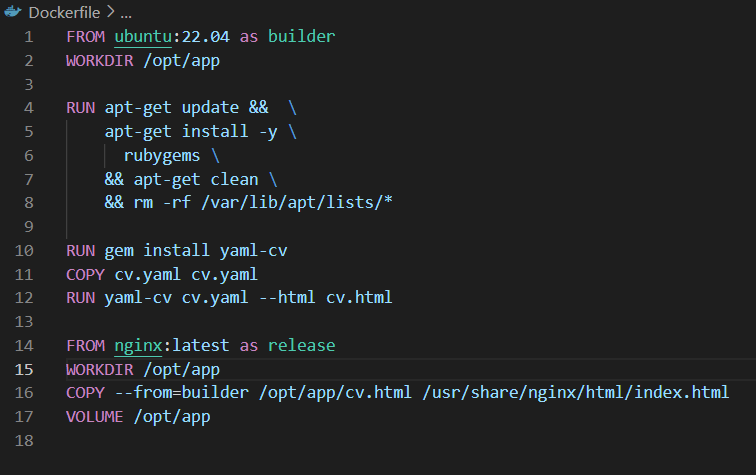 Dockerfile > ...
1 FROM ubuntu:22.04 as builder
2 WORKDIR /opt/app
3
4 RUN apt-get update &&  \
5     apt-get install -y \
6       rubygems \
7     && apt-get clean \
8     && rm -rf /var/lib/apt/lists/*
9
10 RUN gem install yaml-cv
11 COPY cv.yaml cv.yaml
12 RUN yaml-cv cv.yaml --html cv.html
13
14 FROM nginx:latest as release
15 WORKDIR /opt/app
16 COPY --from=builder /opt/app/cv.html /usr/share/nginx/html/index.html
17 VOLUME /opt/app
18